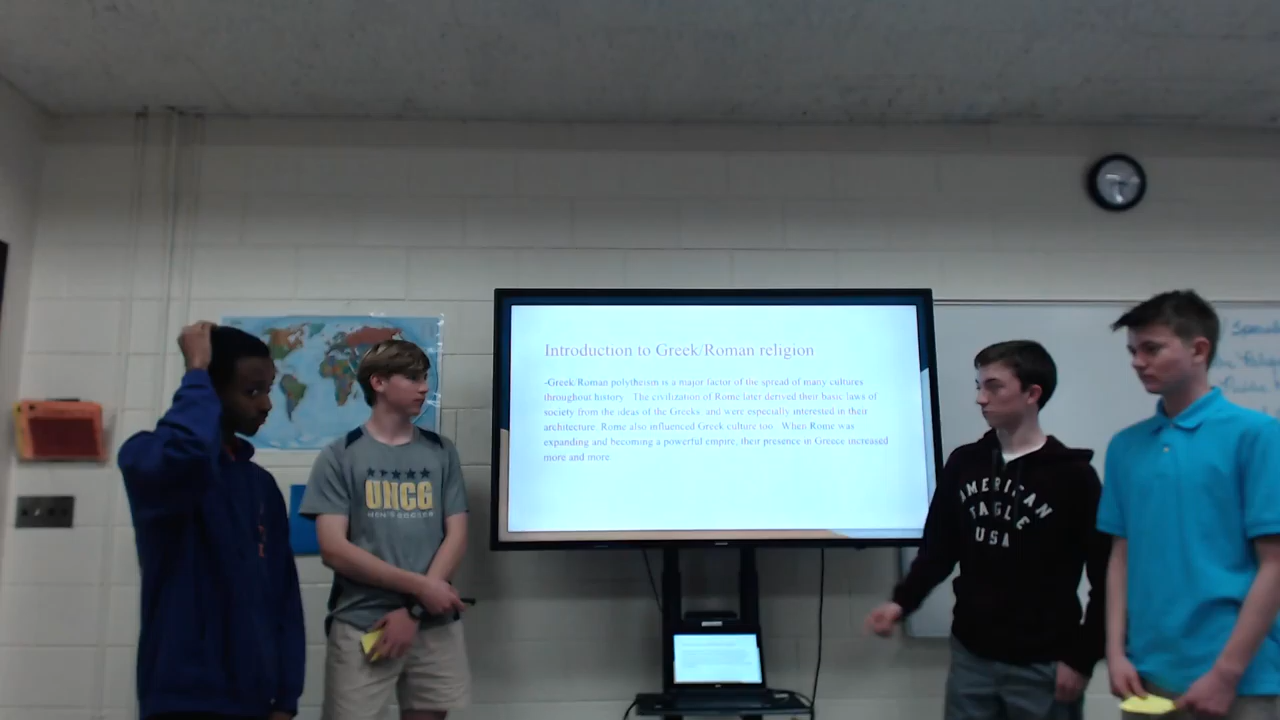 Introduction to Greek/Roman religion
-Greek/Roman polytheism is a major factor of the spread of many cultures
throughout history. The civilization of Rome later derived their basic laws of
society from the ideas of the Greeks, and were especially interested in their
architecture. Rome also influenced Greek culture too. When Rome was
expanding and becoming a powerful empire, their presence in Greece increased
more and more.
UNCG
MEN'S SOCCER
AMERICAN
EAGLE
USA